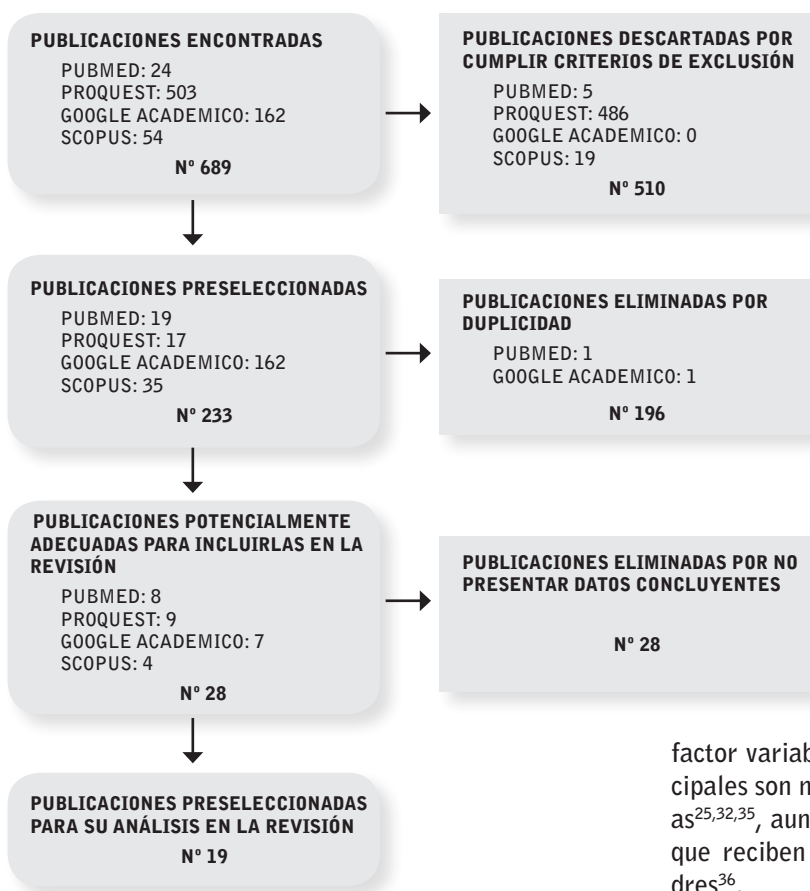 PUBLICACIONES ENCONTRADAS
PUBMED: 24
PROQUEST: 503
GOOGLE ACADEMICO: 162
SCOPUS: 54
Nº 689
PUBLICACIONES DESCARTADAS POR
CUMPLIR CRITERIOS DE EXCLUSIÓN
PUBMED: 5
PROQUEST: 486
GOOGLE ACADEMICO: 0
SCOPUS: 19
Nº 510
PUBLICACIONES PRESELECCIONADAS
PUBMED: 19
PROQUEST: 17
GOOGLE ACADEMICO: 162
SCOPUS: 35
Nº 233
PUBLICACIONES ELIMINADAS POR
DUPLICIDAD
PUBMED: 1
GOOGLE ACADEMICO: 1
Nº 196
PUBLICACIONES POTENCIALMENTE
ADECUADAS PARA INCLUIRLAS EN LA
REVISIÓN
PUBMED: 8
PROQUEST: 9
GOOGLE ACADEMICO: 7
SCOPUS: 4
Nº 28
PUBLICACIONES ELIMINADAS POR NO
PRESENTAR DATOS CONCLUYENTES
Nº 28
PUBLICACIONES PRESELECCIONADAS
PARA SU ANÁLISIS EN LA REVISIÓN
Nº 19
factor variab
cipales son n
as25,32,35, aun
que reciben
dres36.